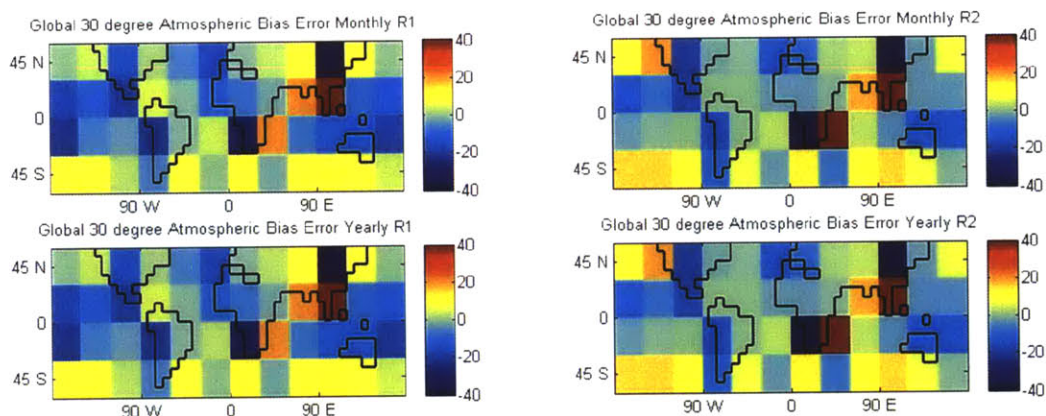 Global 30 degree Atmospheric Bias Error Monthly R1
45 N
0
45 S
90 W 0 90 E
40
20
0
-20
-40
Global 30 degree Atmospheric Bias Error Monthly R2
45 N
0
45 S
90 W 0 90 E
40
20
0
-20
-40
Global 30 degree Atmospheric Bias Error Yearly R1
45 N
0
45 S
90 W 0 90 E
40
20
0
-20
-40
Global 30 degree Atmospheric Bias Error Yearly R2
45 N
0
45 S
90 W 0 90 E
40
20
0
-20
-40